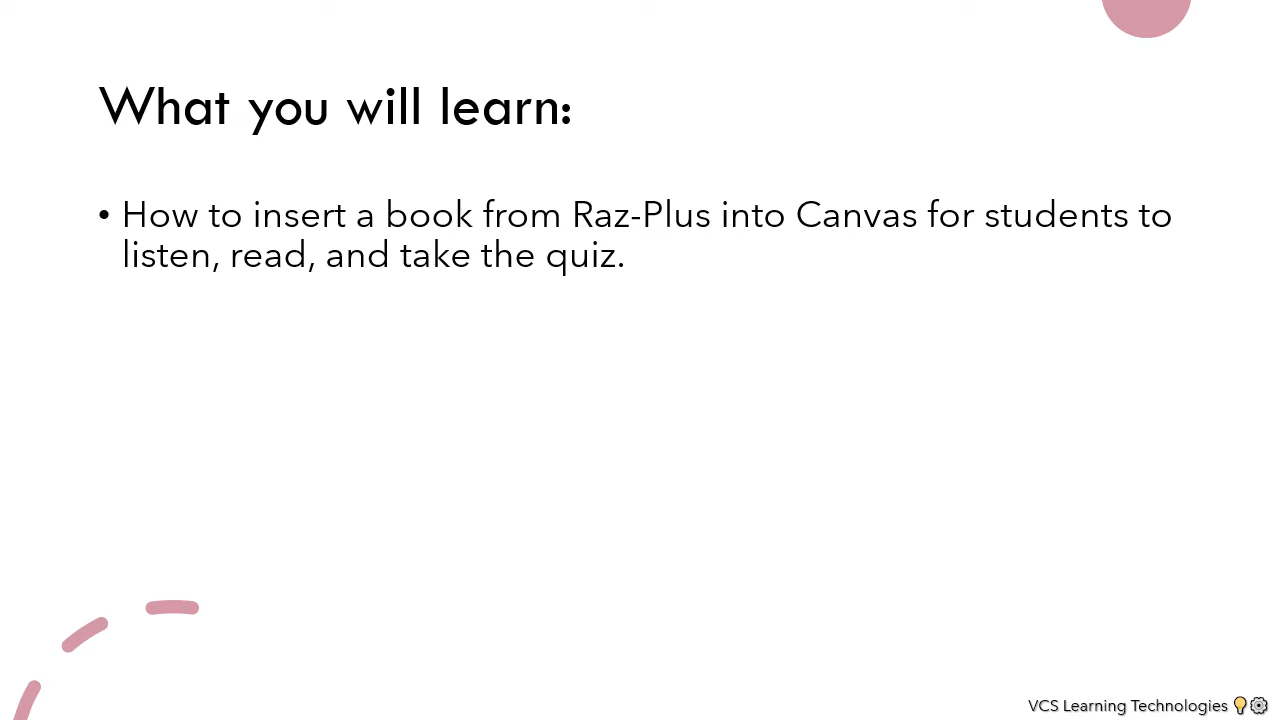 What you will learn:
• How to insert a book from Raz-Plus into Canvas for students to
listen, read, and take the quiz.
VCS Learning Technologies